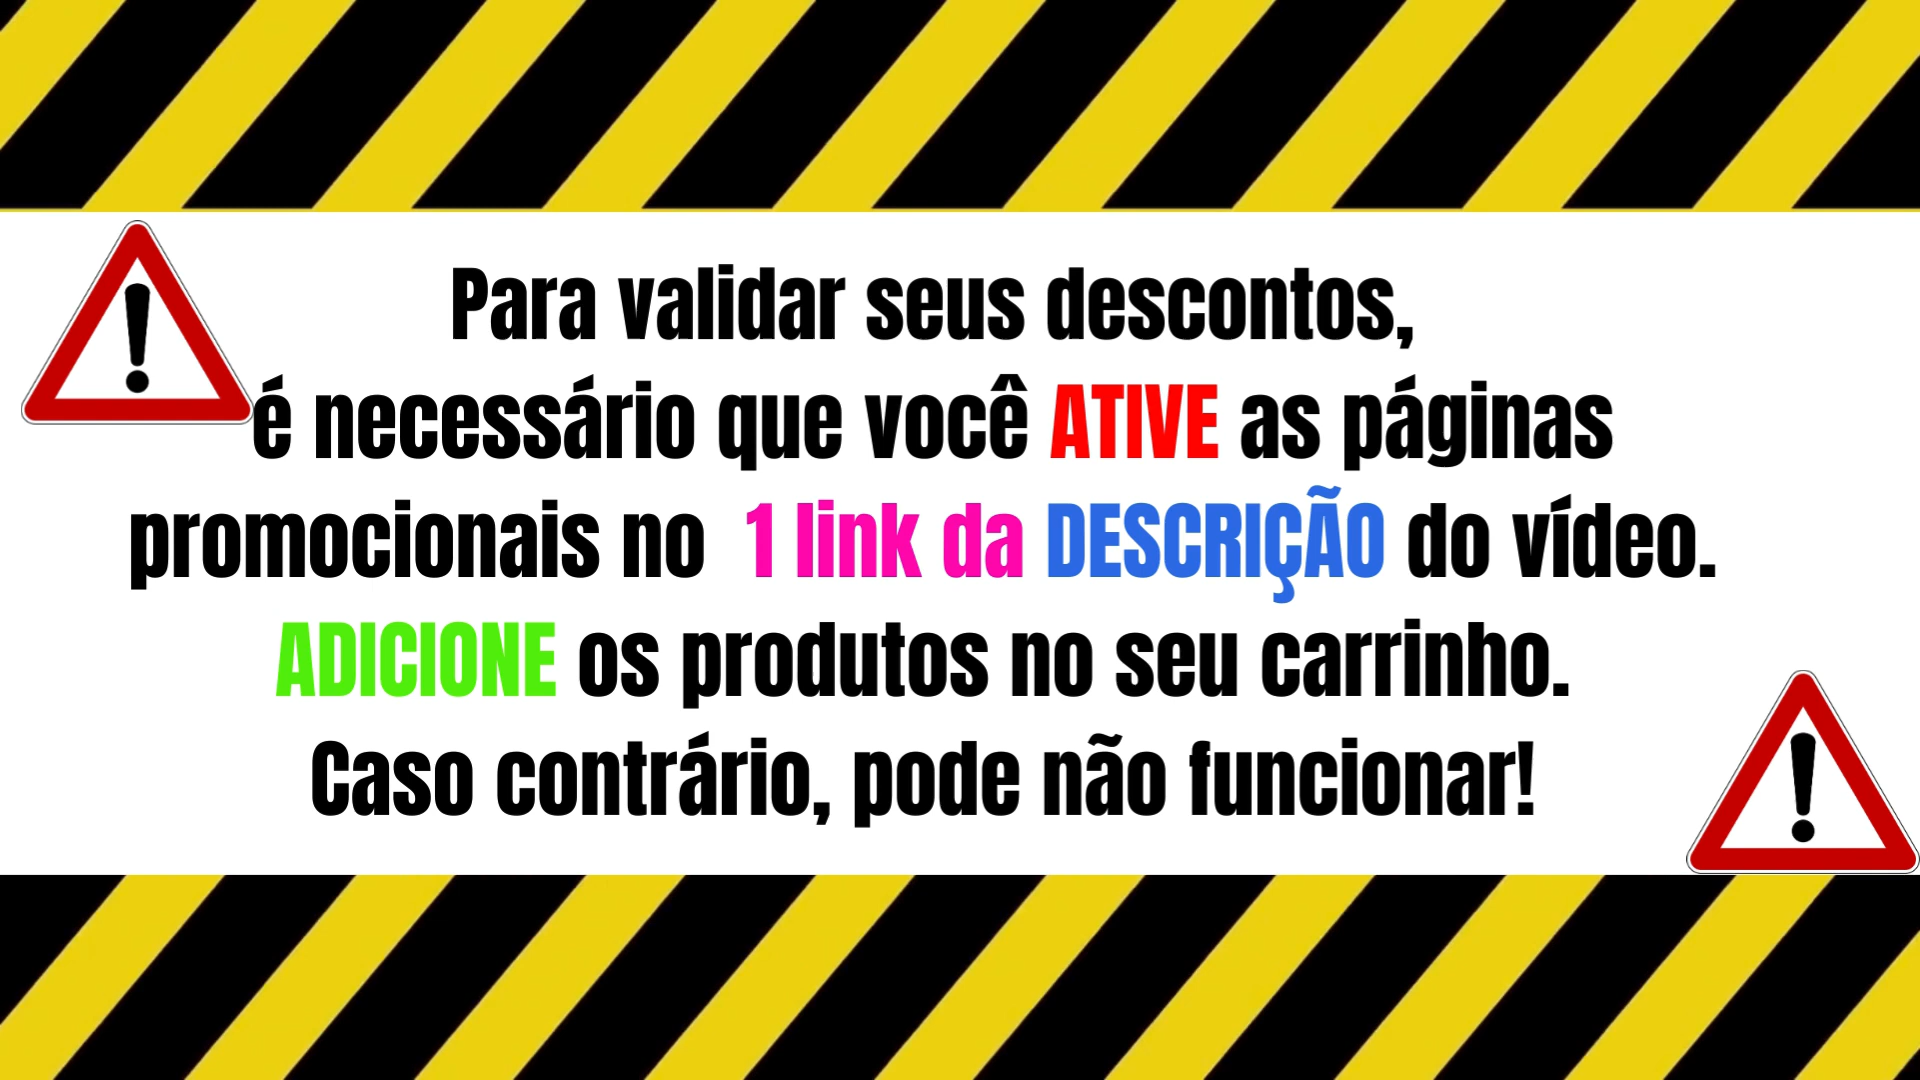 Para validar seus descontos,
é necessário que você ATIVE as páginas
promocionais no 1 link da DESCRIÇÃO do vídeo.
ADICIONE os produtos no seu carrinho.
Caso contrário, pode não funcionar!